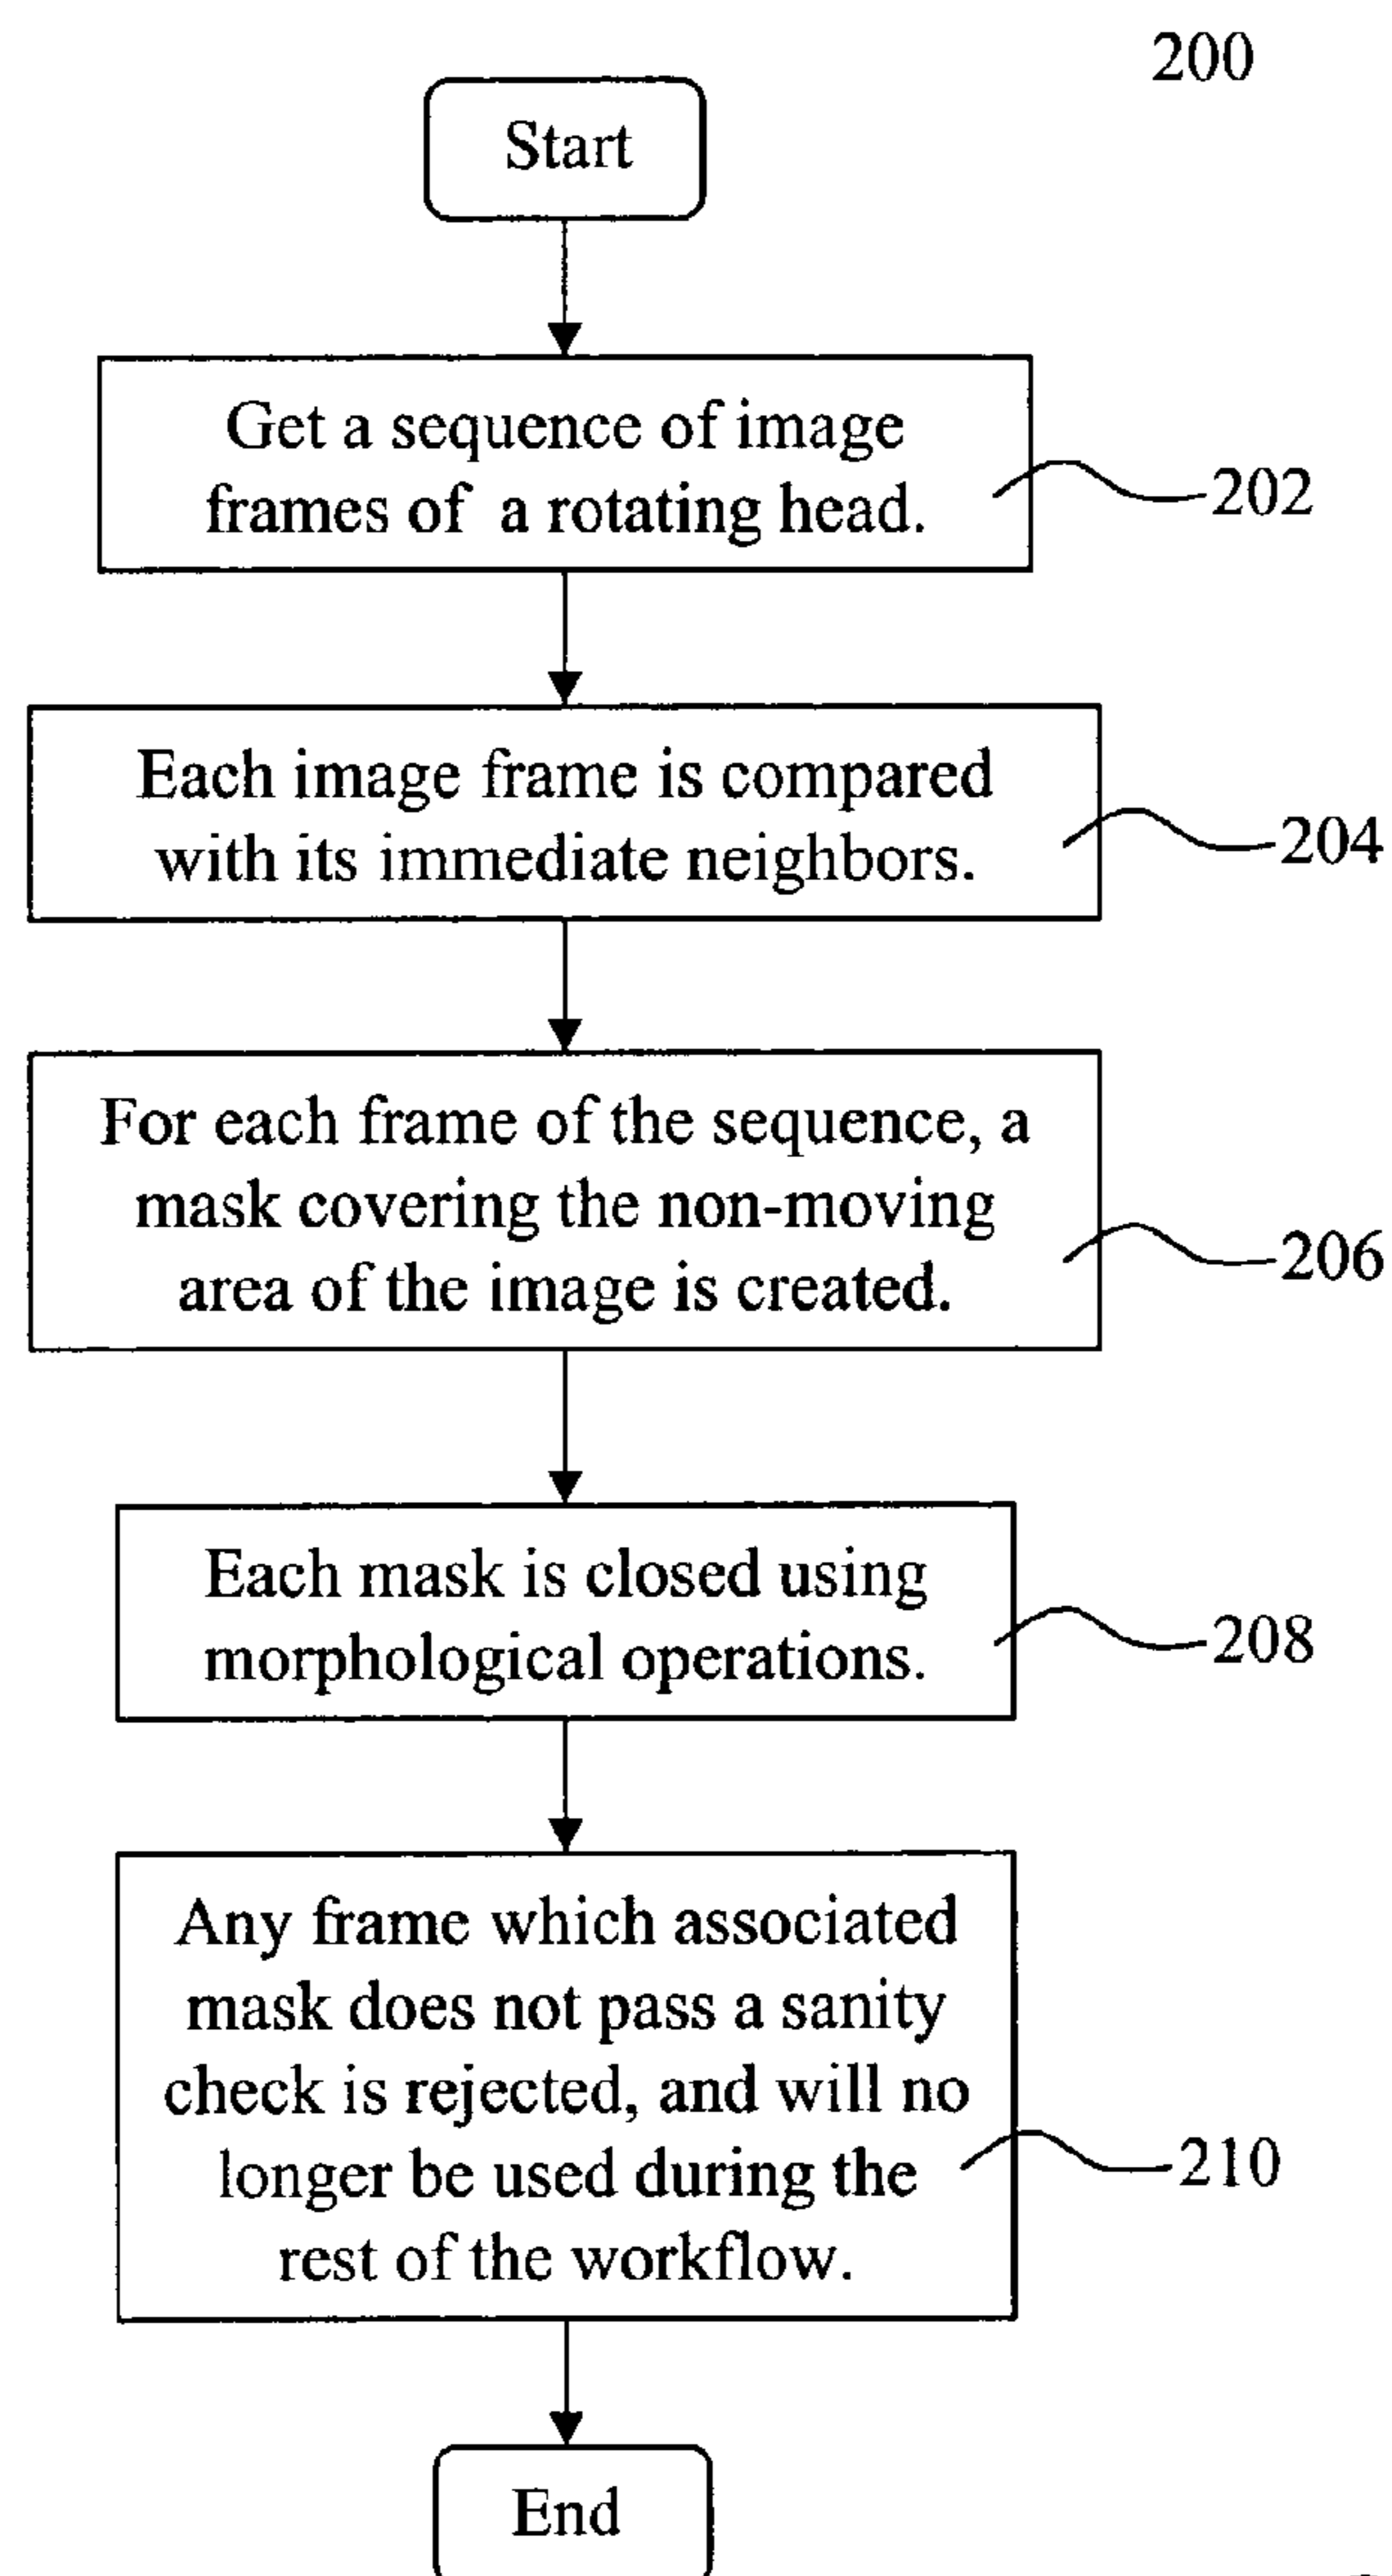 200
Start
Get a sequence of image
frames of a rotating head.
202
Each image frame is compared
with its immediate neighbors.
204
For each frame of the sequence, a
mask covering the non-moving
area of the image is created.
206
Each mask is closed using
morphological operations.
208
Any frame which associated
mask does not pass a sanity
check is rejected, and will no
longer be used during the
rest of the workflow.
210
End